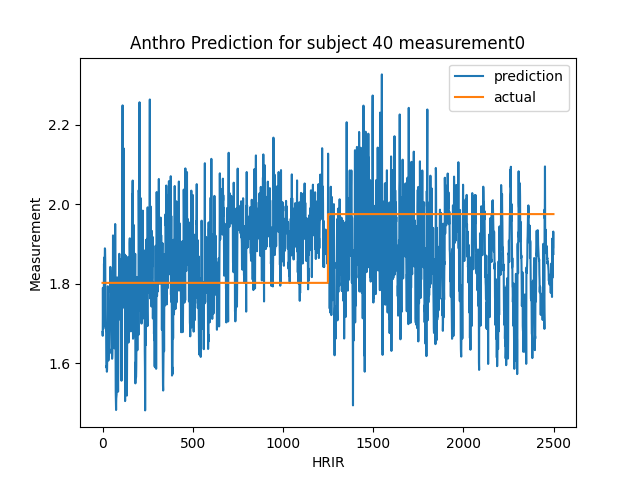 Anthro Prediction for subject 40 measurement0
prediction
actual
2.2
2.0
1.8
1.6
Measurement
0
500
1000
1500
2000
2500
HRIR